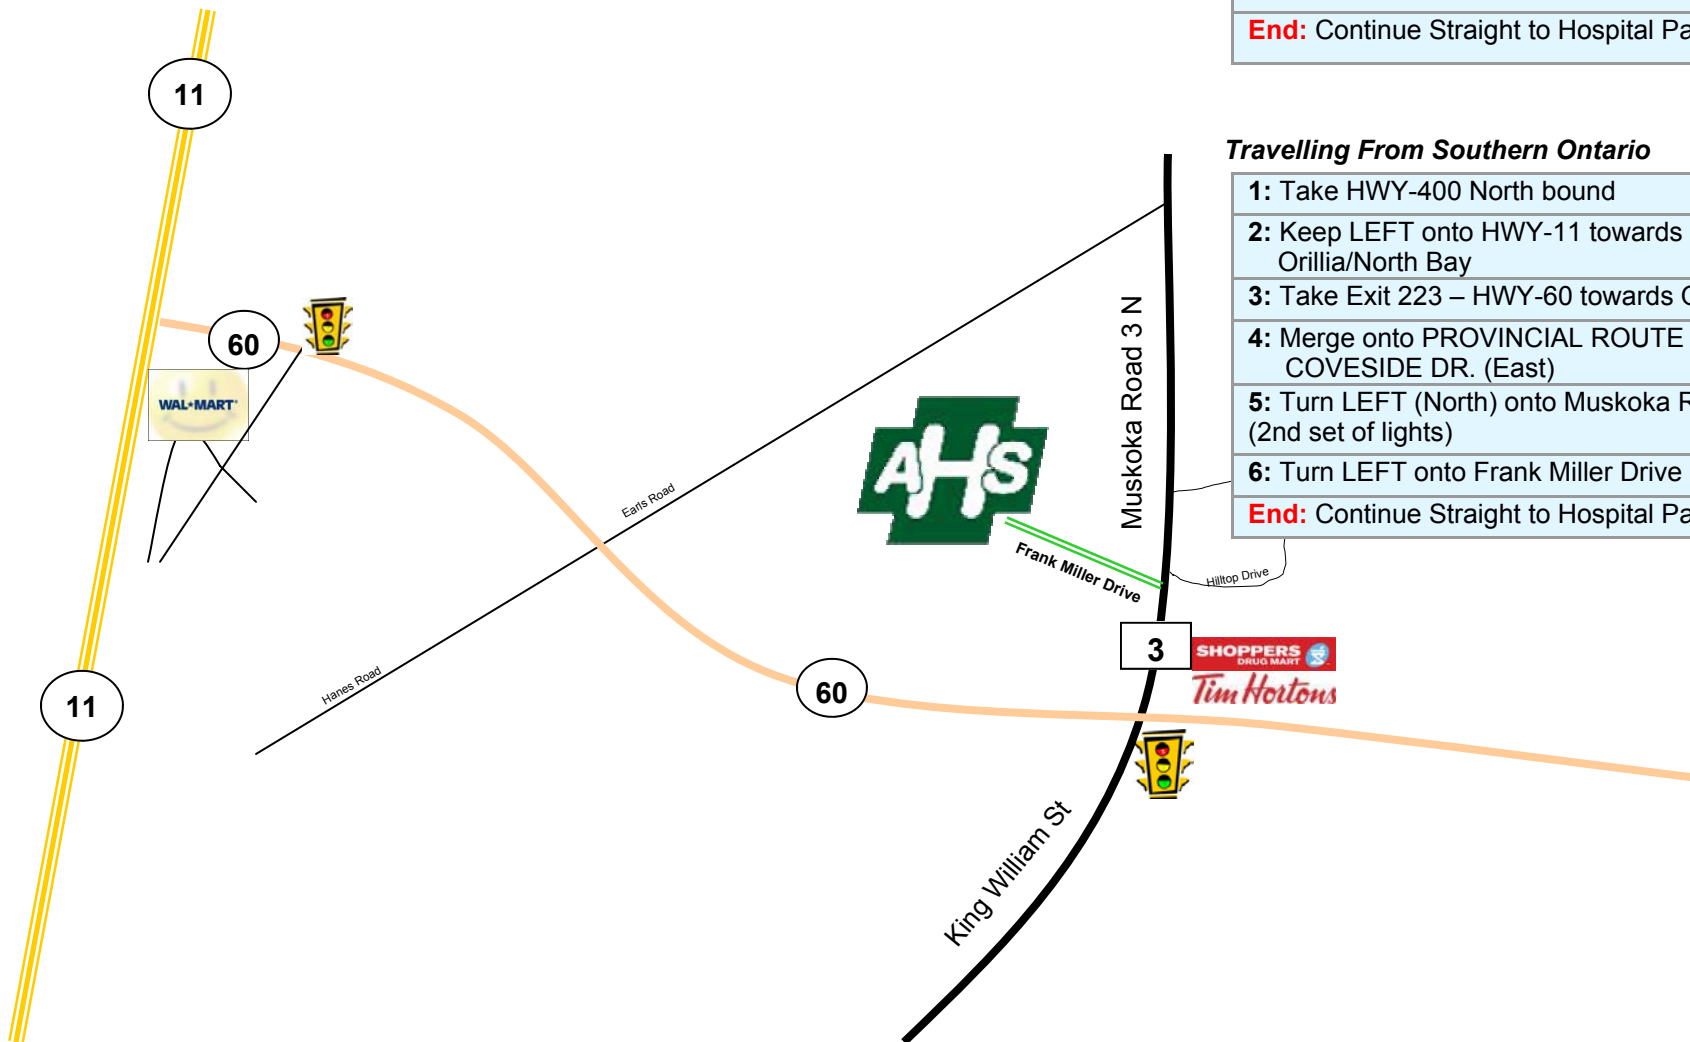 End: Continue Straight to Hospital
11
Travelling From Southern Ontario
1: Take HWY-400 North bound
2: Keep LEFT onto HWY-11 towards
Orillia/North Bay
3: Take Exit 223 – HWY-60 towards
4: Merge onto PROVINCIAL ROUTE
COVESIDE DR. (East)
5: Turn LEFT (North) onto Muskoka
(2nd set of lights)
6: Turn LEFT onto Frank Miller Drive
End: Continue Straight to Hospital
60
WAL★MART
Muskoka Road 3 N
AHS
Earls Road
Frank Miller Drive
Hilltop Drive
3
SHOPPERS
DRUG MART
Tim Hortons
Hanes Road
60
11
King William St